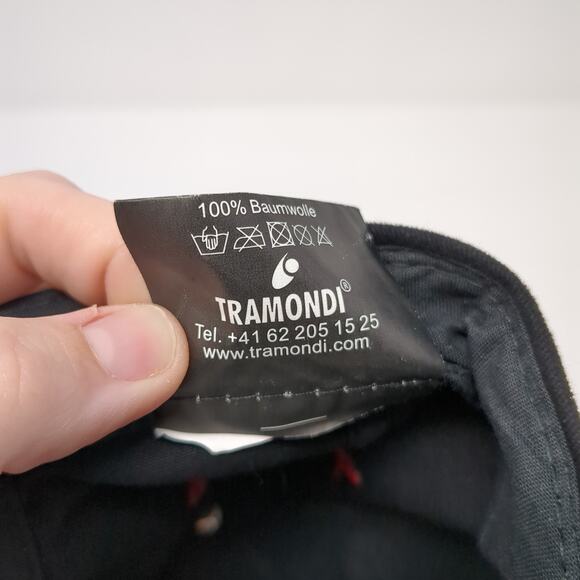 100% Baumwolle
TRAMONDI®
Tel. +41 62 205 15 25
www.tramondi.com